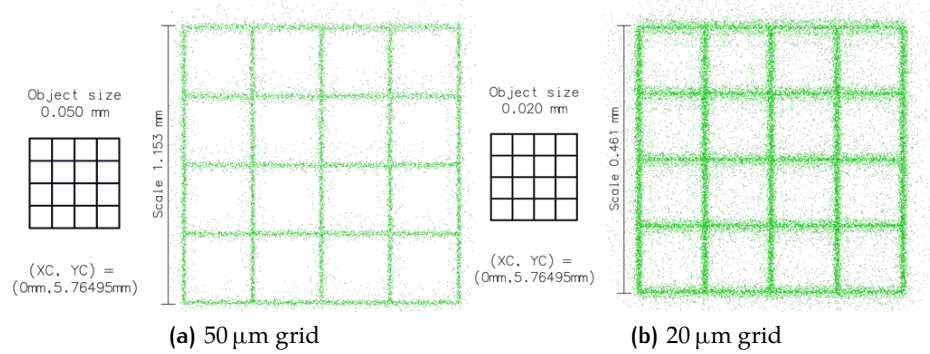 Object size
0.050 mm
(XC, YC) =
(0mm,5.76495mm)
Scale 1.153 mm
(a) 50 μm grid
Object size
0.020 mm
(XC, YC) =
(0mm,5.76495mm)
Scale 0.461 mm
(b) 20 μm grid